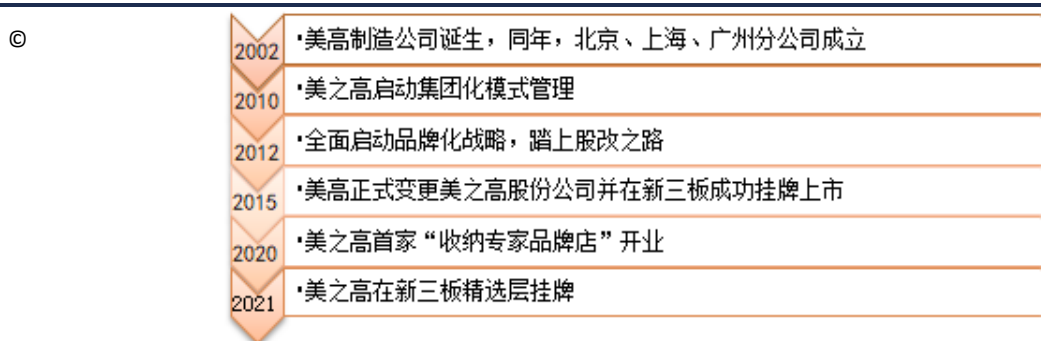 ©
2002
·美高制造公司诞生，同年，北京、上海、广州分公司成立
2010
·美之高启动集团化模式管理
2012
·全面启动品牌化战略，踏上股改之路
2015
·美高正式变更美之高股份公司并在新三板成功挂牌上市
2020
·美之高首家“收纳专家品牌店”开业
2021
·美之高在新三板精选层挂牌